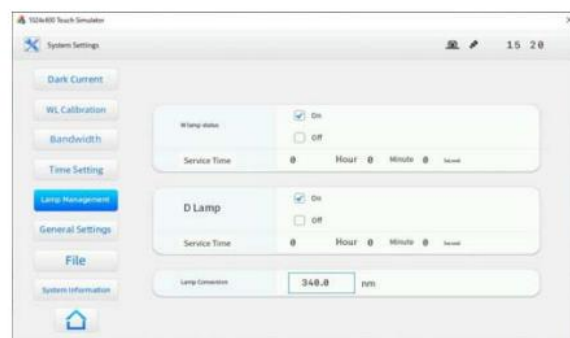 1024x600 Touch Simulator
System Settings
15 20
Dark Current
WL Calibration
Bandwidth
Time Setting
Lamp Management
General Settings
File
System Information
W lamp status
On
Off
Service Time 0 Hour 0 Minute 0 Second
D Lamp
On
Off
Service Time 0 Hour 0 Minute 0 Second
Lamp Conversion 340.0 nm